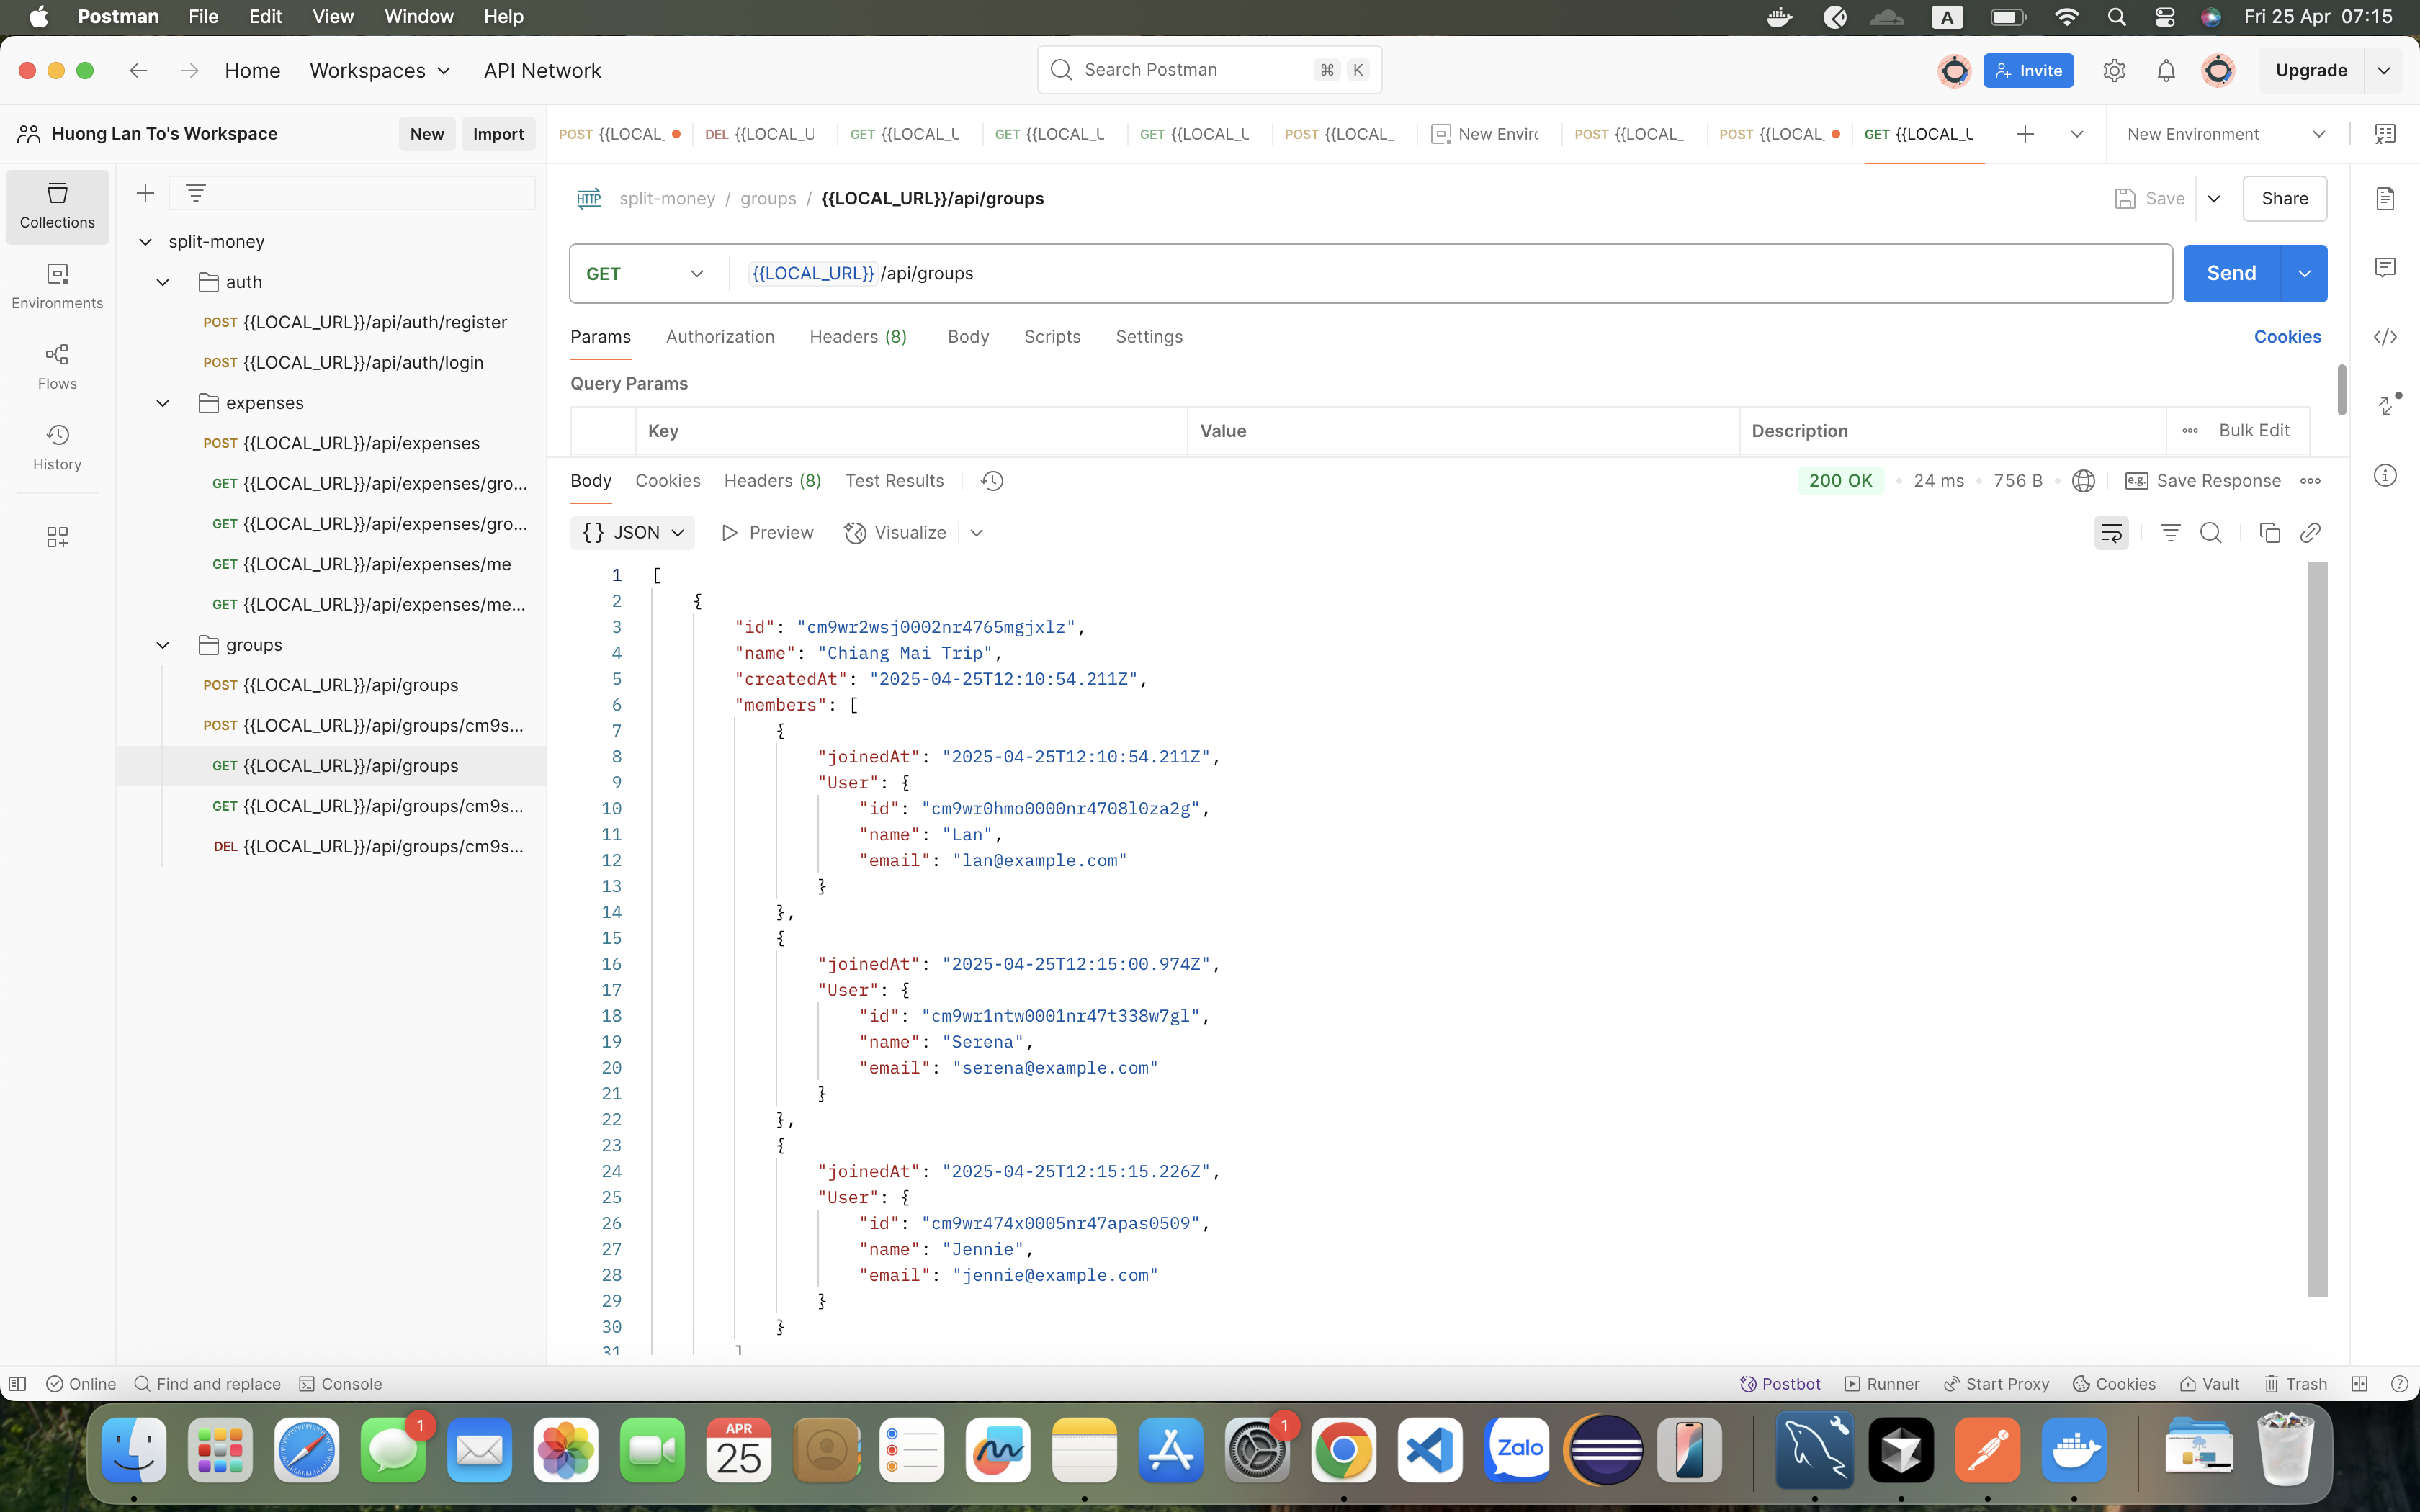 Postman File Edit View Window Help
A
Fri 25 Apr 07:15
Home Workspaces API Network
Search Postman ⌘ K
Invite
Upgrade
Huong Lan To's Workspace
New Import
POST {{LOCAL_ DEL {{LOCAL_U GET {{LOCAL_U GET {{LOCAL_U GET {{LOCAL_U POST {{LOCAL_ New Envir POST {{LOCAL_ POST {{LOCAL_ GET {{LOCAL_U
New Environment
Collections
Environments
Flows
History
split-money
auth
POST {{LOCAL_URL}}/api/auth/register
POST {{LOCAL_URL}}/api/auth/login
expenses
POST {{LOCAL_URL}}/api/expenses
GET {{LOCAL_URL}}/api/expenses/gro...
GET {{LOCAL_URL}}/api/expenses/gro...
GET {{LOCAL_URL}}/api/expenses/me
GET {{LOCAL_URL}}/api/expenses/me...
groups
POST {{LOCAL_URL}}/api/groups
POST {{LOCAL_URL}}/api/groups/cm9s...
GET {{LOCAL_URL}}/api/groups
GET {{LOCAL_URL}}/api/groups/cm9s...
DEL {{LOCAL_URL}}/api/groups/cm9s...
HTTP split-money / groups / {{LOCAL_URL}}/api/groups
Save Share
GET {{LOCAL_URL}} /api/groups
Send
Params Authorization Headers (8) Body Scripts Settings
Cookies
Query Params
Key Value Description Bulk Edit
Body Cookies Headers (8) Test Results
200 OK • 24 ms • 756 B • e.g. Save Response
{} JSON Preview Visualize
1 [
2 {
3 "id": "cm9wr2wsj0002nr4765mgjxlz",
4 "name": "Chiang Mai Trip",
5 "createdAt": "2025-04-25T12:10:54.211Z",
6 "members": [
7 {
8 "joinedAt": "2025-04-25T12:10:54.211Z",
9 "User": {
10 "id": "cm9wr0hmo0000nr4708l0za2g",
11 "name": "Lan",
12 "email": "lan@example.com"
13 }
14 },
15 {
16 "joinedAt": "2025-04-25T12:15:00.974Z",
17 "User": {
18 "id": "cm9wr1ntw0001nr47t338w7gl",
19 "name": "Serena",
20 "email": "serena@example.com"
21 }
22 },
23 {
24 "joinedAt": "2025-04-25T12:15:15.226Z",
25 "User": {
26 "id": "cm9wr474x0005nr47apas0509",
27 "name": "Jennie",
28 "email": "jennie@example.com"
29 }
30 }
31 ]
Online Find and replace Console
Postbot Runner Start Proxy Cookies Vault Trash
1
APR
25
1
Zalo